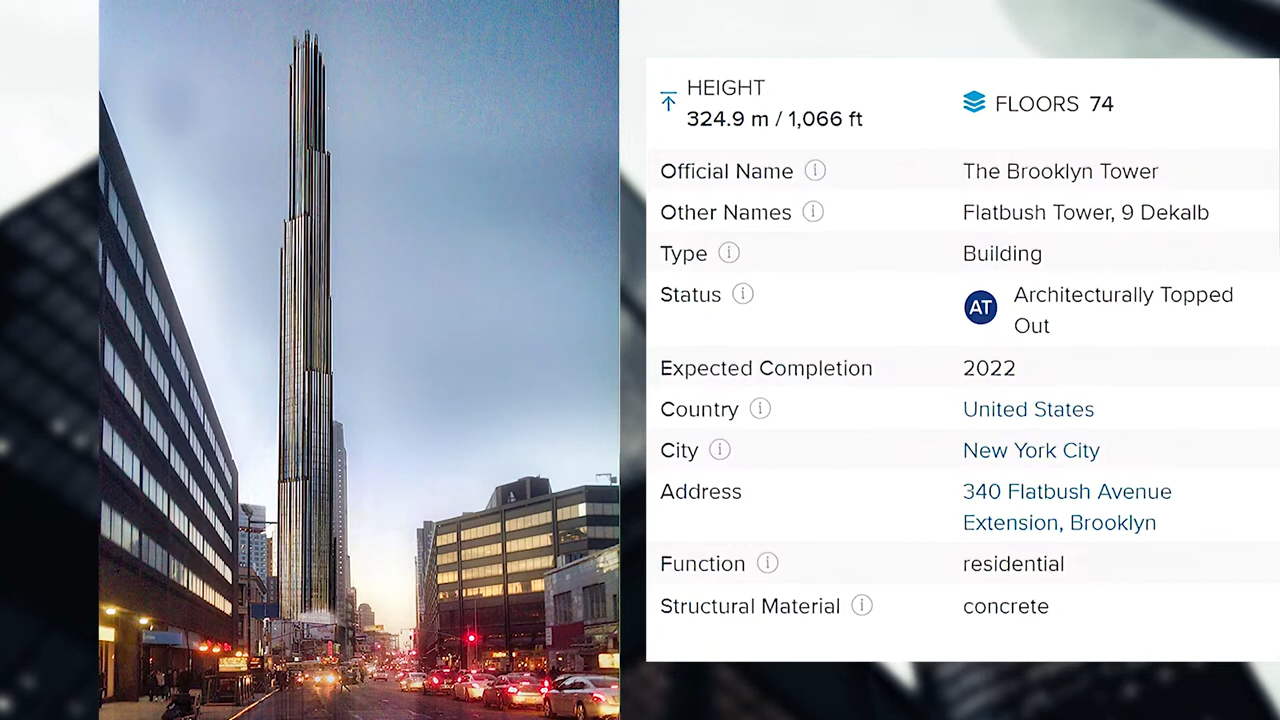 HEIGHT
324.9 m / 1,066 ft
FLOORS 74
Official Name
The Brooklyn Tower
Other Names
Flatbush Tower, 9 Dekalb
Type
Building
Status
AT
Architecturally Topped
Out
Expected Completion
2022
Country
United States
City
New York City
Address
340 Flatbush Avenue
Extension, Brooklyn
Function
residential
Structural Material
concrete